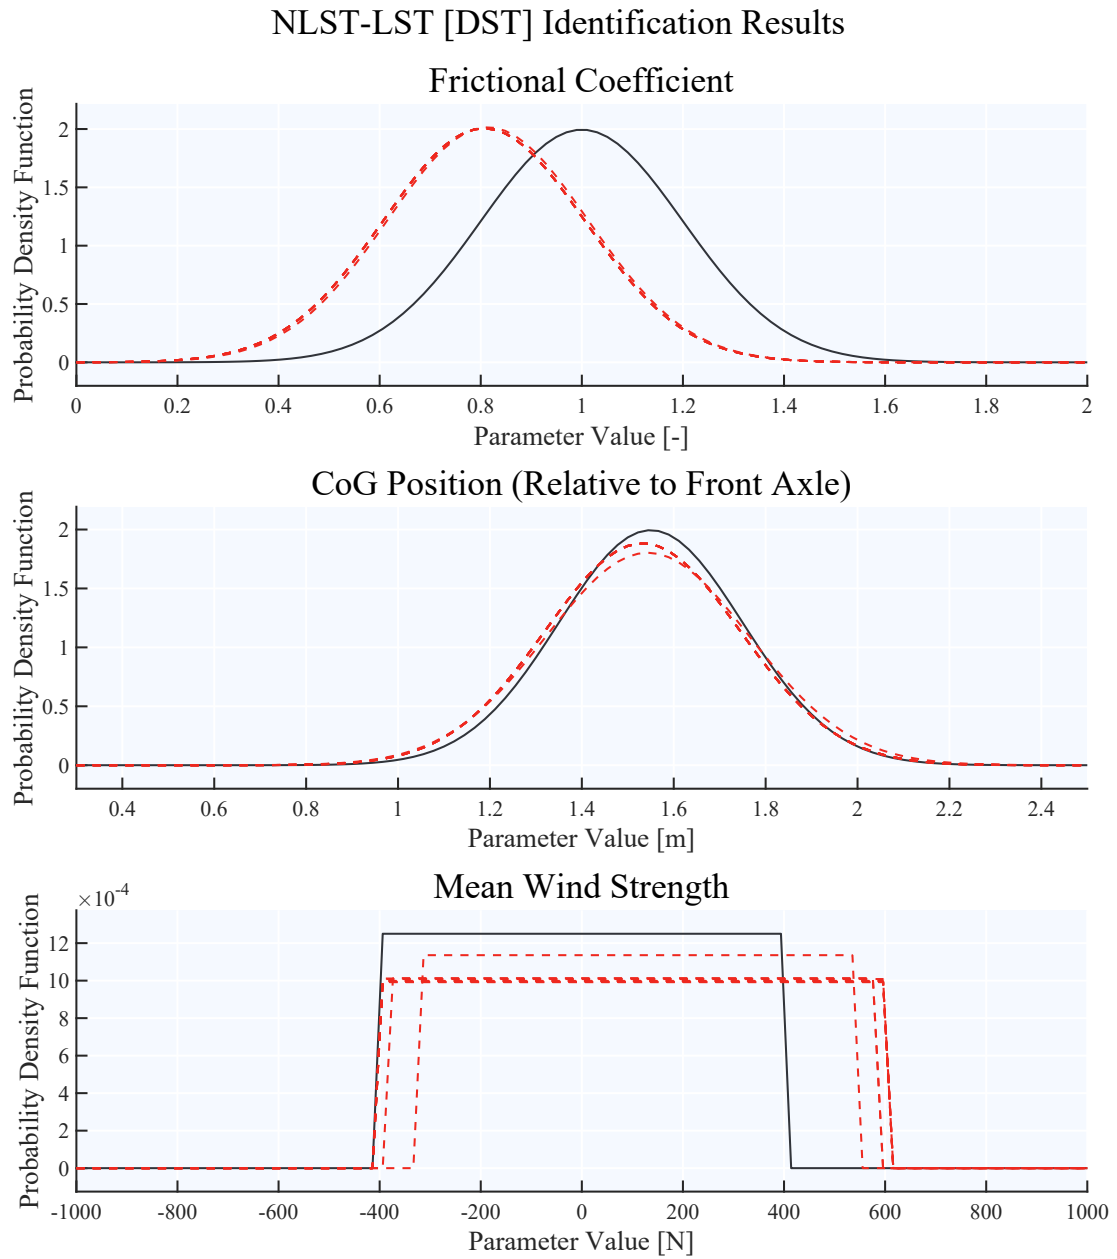 NLST-LST [DST] Identification Results
Frictional Coefficient
Probability Density Function
2
1.5
1
0.5
0
0 0.2 0.4 0.6 0.8 1 1.2 1.4 1.6 1.8 2
Parameter Value [-]
CoG Position (Relative to Front Axle)
Probability Density Function
2
1.5
1
0.5
0
0.4 0.6 0.8 1 1.2 1.4 1.6 1.8 2 2.2 2.4
Parameter Value [m]
Mean Wind Strength
×10-4
Probability Density Function
12
10
8
6
4
2
0
-1000 -800 -600 -400 -200 0 200 400 600 800 1000
Parameter Value [N]